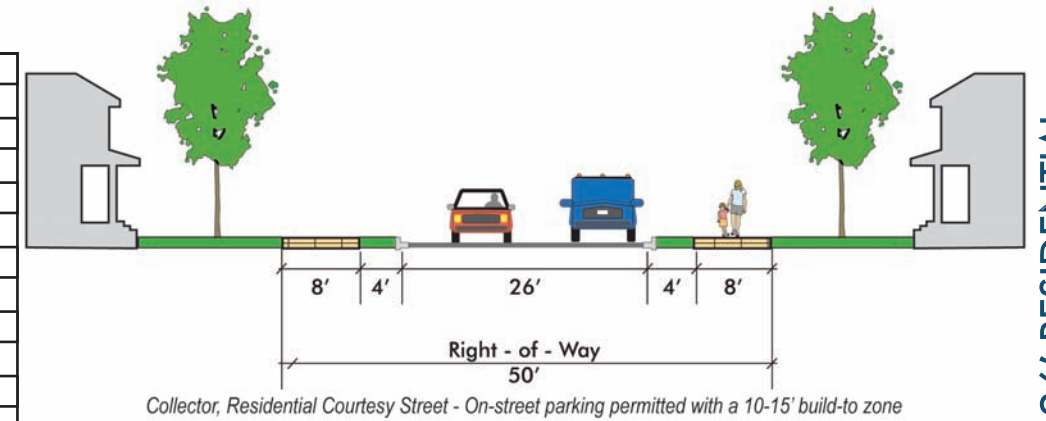 8’ 4’ 26’ 4’ 8’
Right - of - Way
50’
Collector, Residential Courtesy Street - On-street parking permitted with a 10-15’ build-to zone
RESIDENTIAL